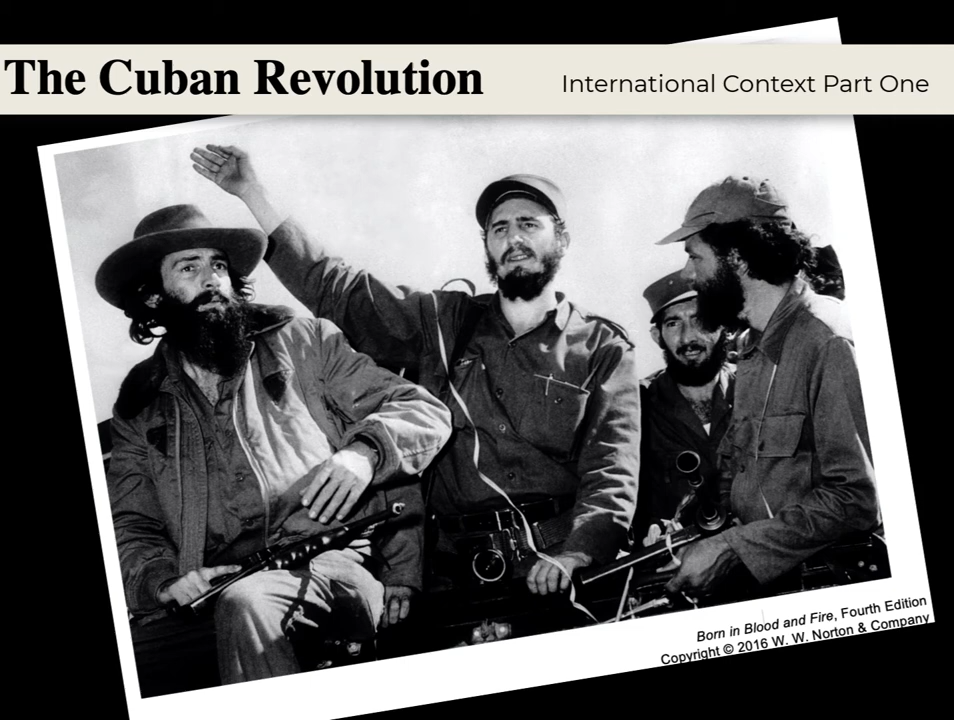 The Cuban Revolution
International Context Part One
Born in Blood and Fire, Fourth Edition
Copyright © 2016 W. W. Norton & Company